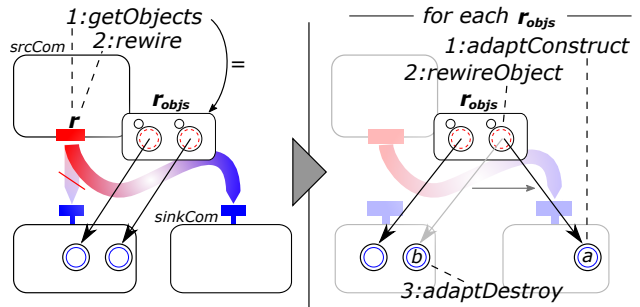 1:getObjects
2:rewire
srcCom
=
r
r_objs
sinkCom
for each r_objs
1:adaptConstruct
2:rewireObject
r_objs
b
a
3:adaptDestroy